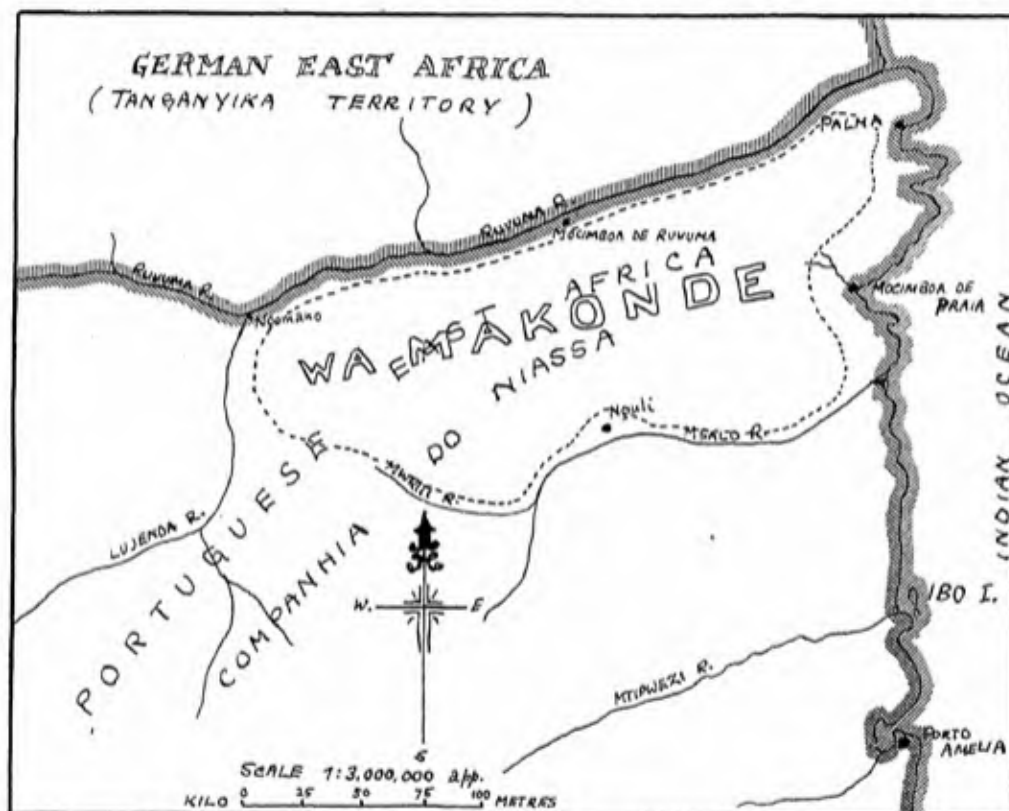 GERMAN EAST AFRICA
(TANGANYIKA TERRITORY)
PALMA
RUVUMA R.
MOCIMBOA DE RUVUMA
RUVUMA R.
NGOMANO
WA MAKONDE
MOCIMBOA DE PRAIA
INDIAN OCEAN
PORTUGUESE EAST AFRICA
COMPANHIA DO NIASSA
Nguli
MSALO R.
MWRIA R.
LUJENDA R.
W. E
S
IBO I.
MTIPWEZI R.
PORTO AMELIA
SCALE 1:3,000,000 app.
KILO 0 25 50 75 100 METRES